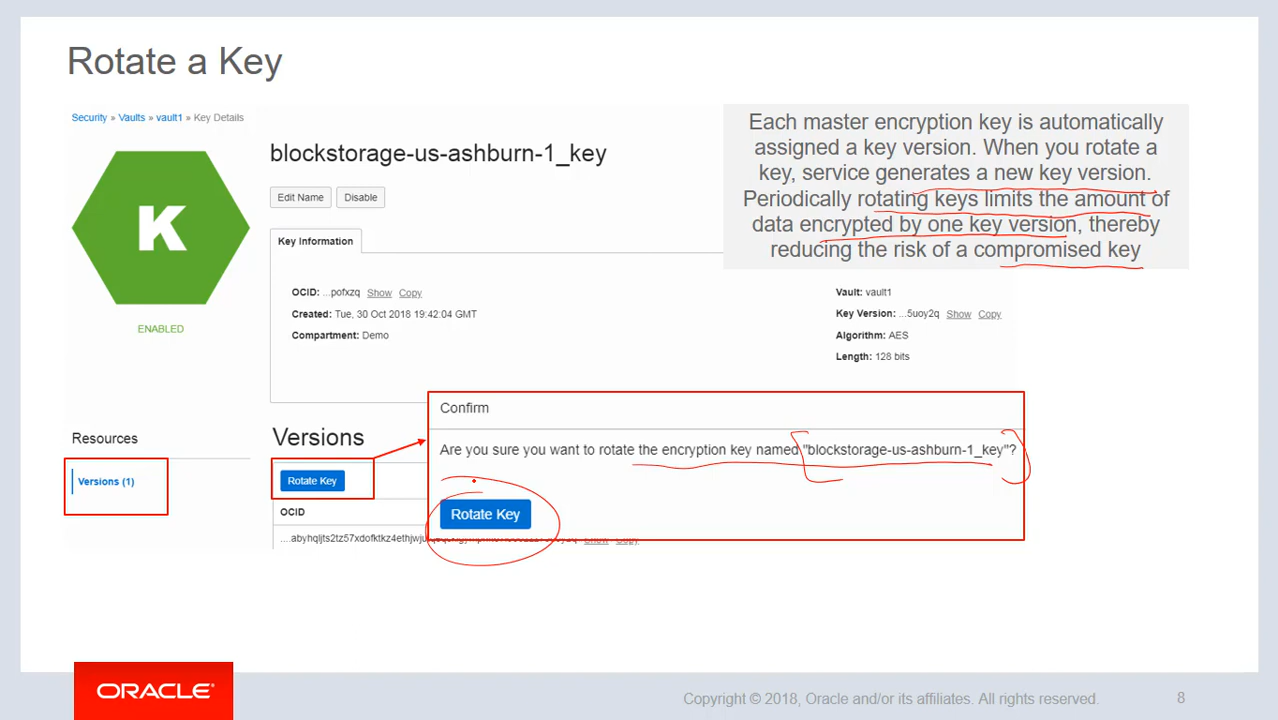 Rotate a Key
Security » Vaults » vault1 » Key Details
K
ENABLED
blockstorage-us-ashburn-1_key
Edit Name Disable
Key Information
OCID: ...pofxzq Show Copy
Created: Tue, 30 Oct 2018 19:42:04 GMT
Compartment: Demo
Vault: vault1
Key Version: ...5uoy2q Show Copy
Algorithm: AES
Length: 128 bits
Each master encryption key is automatically
assigned a key version. When you rotate a
key, service generates a new key version.
Periodically rotating keys limits the amount of
data encrypted by one key version, thereby
reducing the risk of a compromised key
Resources
Versions (1)
Versions
Rotate Key
OCID
Confirm
Are you sure you want to rotate the encryption key named "blockstorage-us-ashburn-1_key"?
Rotate Key
Show Copy
ORACLE®
Copyright © 2018, Oracle and/or its affiliates. All rights reserved.
8